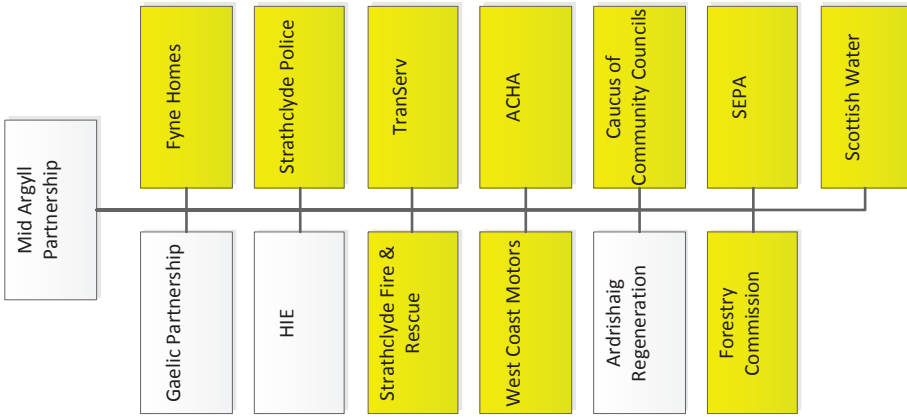 Mid Argyll
Partnership
Gaelic Partnership
Fyne Homes
HIE
Strathclyde Police
Strathclyde Fire &
Rescue
TranServ
West Coast Motors
ACHA
Ardrishaig
Regeneration
Caucus of
Community Councils
Forestry
Commission
SEPA
Scottish Water